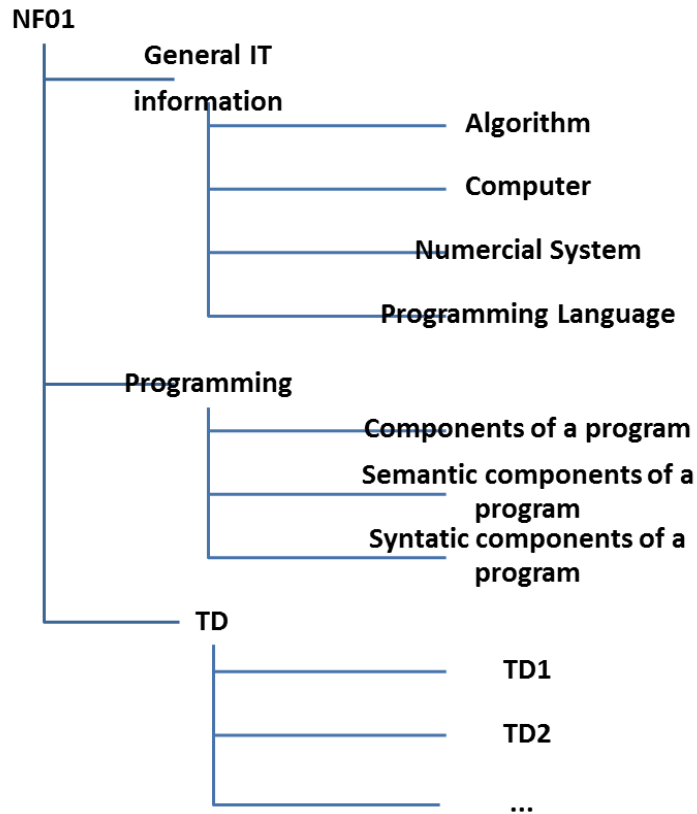 NF01
General IT
information
Algorithm
Computer
Numercial System
Programming Language
Programming
Components of a program
Semantic components of a
program
Syntatic components of a
program
TD
TD1
TD2
...